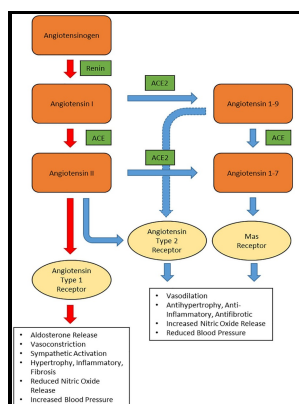 Angiotensinogen
Renin
ACE2
Angiotensin I
Angiotensin 1-9
ACE
ACE
ACE2
Angiotensin II
Angiotensin 1-7
Angiotensin
Type 2
Receptor
Mas
Receptor
Angiotensin
Type 1
Receptor
• Vasodilation
• Antihypertrophy, Anti-
Inflammatory, Antifibrotic
• Increased Nitric Oxide Release
• Reduced Blood Pressure
• Aldosterone Release
• Vasoconstriction
• Sympathetic Activation
• Hypertrophy, Inflammatory,
Fibrosis
• Reduced Nitric Oxide
Release
• Increased Blood Pressure